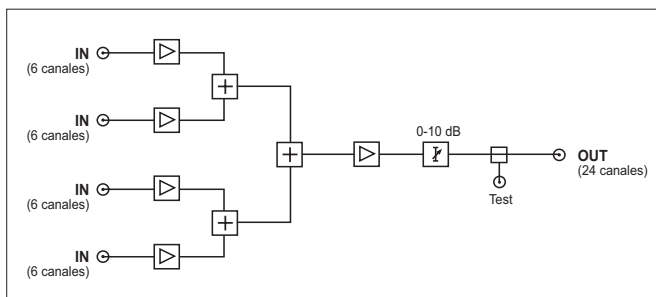 IN
(6 canales)
IN
(6 canales)
0-10 dB
OUT
(24 canales)
Test
IN
(6 canales)
IN
(6 canales)